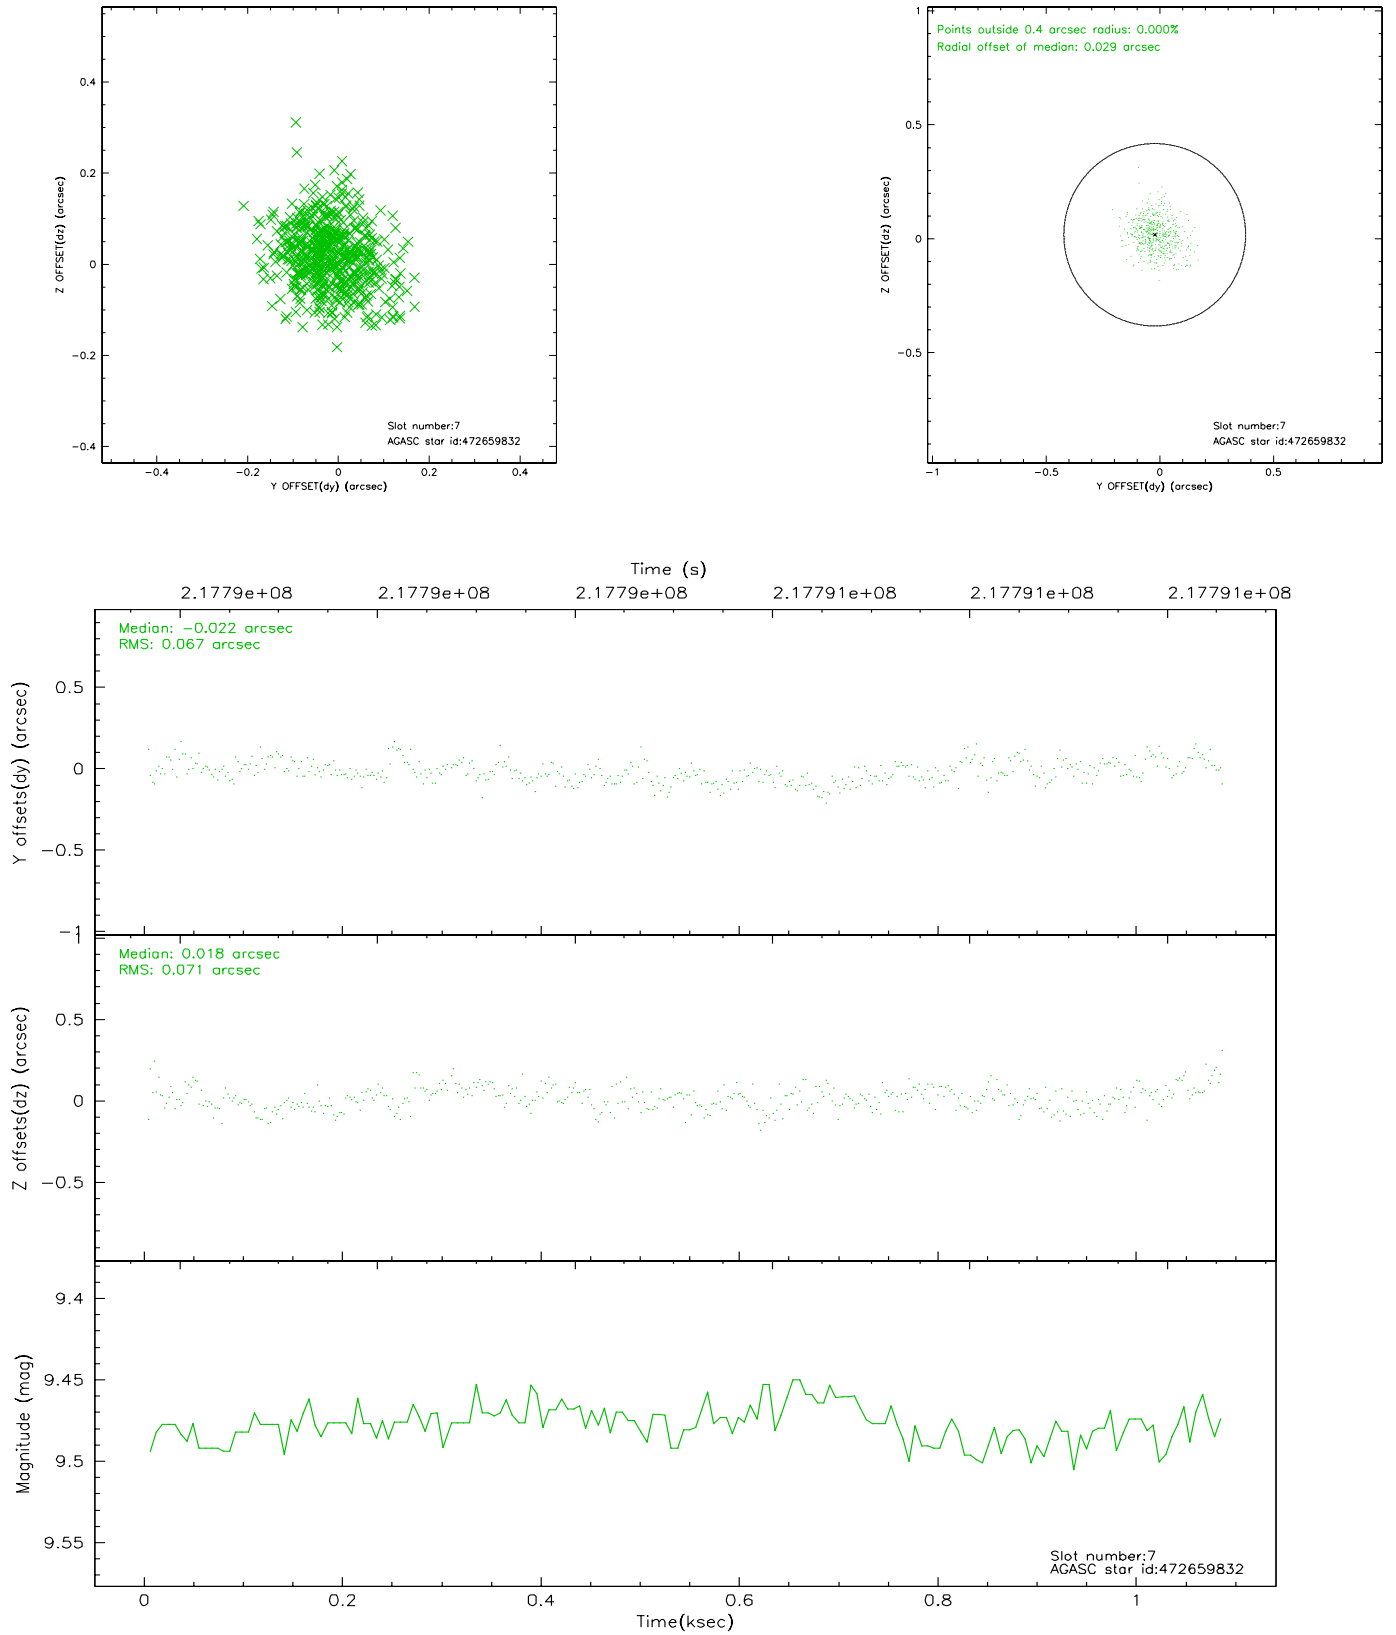 0.4
0.2
0
−0.2
−0.4
Z OFFSET(dz) (arcsec)
Slot number:7
AGASC star id:472659832
−0.4 −0.2 0 0.2 0.4
Y OFFSET(dy) (arcsec)
Points outside 0.4 arcsec radius: 0.000%
Radial offset of median: 0.029 arcsec
1
0.5
0
−0.5
Z OFFSET(dz) (arcsec)
Slot number:7
AGASC star id:472659832
−1 −0.5 0 0.5
Y OFFSET(dy) (arcsec)
Time (s)
2.1779e+08 2.1779e+08 2.1779e+08 2.17791e+08 2.17791e+08 2.17791e+08
Median: −0.022 arcsec
RMS: 0.067 arcsec
0.5
0
−0.5
−1
Y offsets(dy) (arcsec)
Median: 0.018 arcsec
RMS: 0.071 arcsec
1
0.5
0
−0.5
Z offsets(dz) (arcsec)
9.4
9.45
9.5
9.55
Magnitude (mag)
Slot number:7
AGASC star id:472659832
0 0.2 0.4 0.6 0.8 1
Time(ksec)